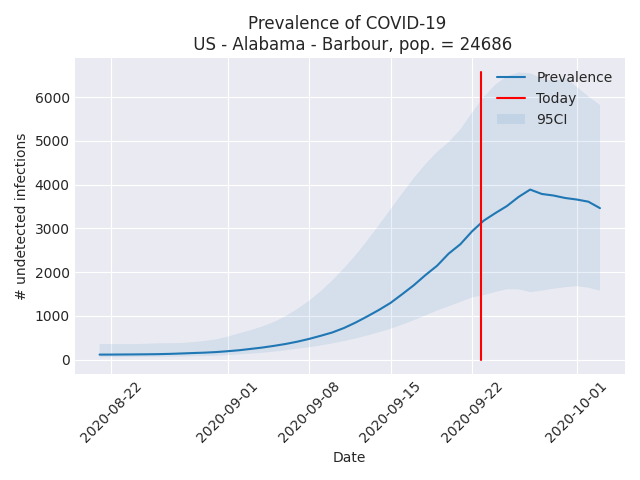 Prevalence of COVID-19
US - Alabama - Barbour, pop. = 24686
Prevalence
Today
95CI
# undetected infections
6000
5000
4000
3000
2000
1000
0
2020-08-22
2020-09-01
2020-09-08
2020-09-15
2020-09-22
2020-10-01
Date